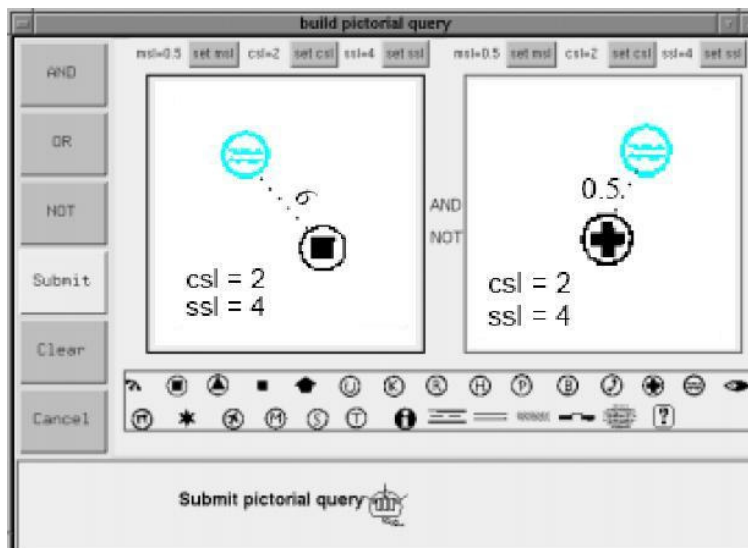 build pictorial query
msl=0.5 set msl csl=2 set csl ssl=4 set ssl msl=0.5 set msl csl=2 set csl ssl=4 set ssl
AND
OR
NOT
Submit
Clear
Cancel
6
csl = 2
ssl = 4
AND
NOT
0.5
csl = 2
ssl = 4
U K R H P B
M S T i ?
Submit pictorial query